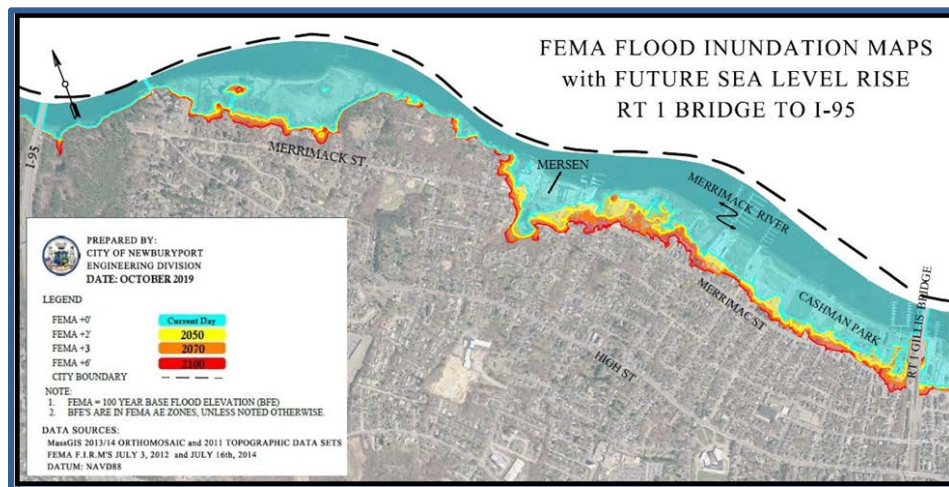 FEMA FLOOD INUNDATION MAPS
with FUTURE SEA LEVEL RISE
RT 1 BRIDGE TO I-95
I-95
MERRIMACK ST
MERSEN
MERRIMACK RIVER
MERRIMAC ST
CASHMAN PARK
RT 1 GILLIS BRIDGE
HIGH ST
PREPARED BY:
CITY OF NEWBURYPORT
ENGINEERING DIVISION
DATE: OCTOBER 2019
LEGEND
FEMA +0' Current Day
FEMA +2' 2050
FEMA +3 2070
FEMA +6' 2100
CITY BOUNDARY
NOTE:
1. FEMA = 100 YEAR BASE FLOOD ELEVATION (BFE)
2. BFE'S ARE IN FEMA AE ZONES, UNLESS NOTED OTHERWISE.
DATA SOURCES:
MassGIS 2013/14 ORTHOMOSAIC and 2011 TOPOGRAPHIC DATA SETS
FEMA F.I.R.M'S JULY 3, 2012 and JULY 16th, 2014
DATUM: NAVD88